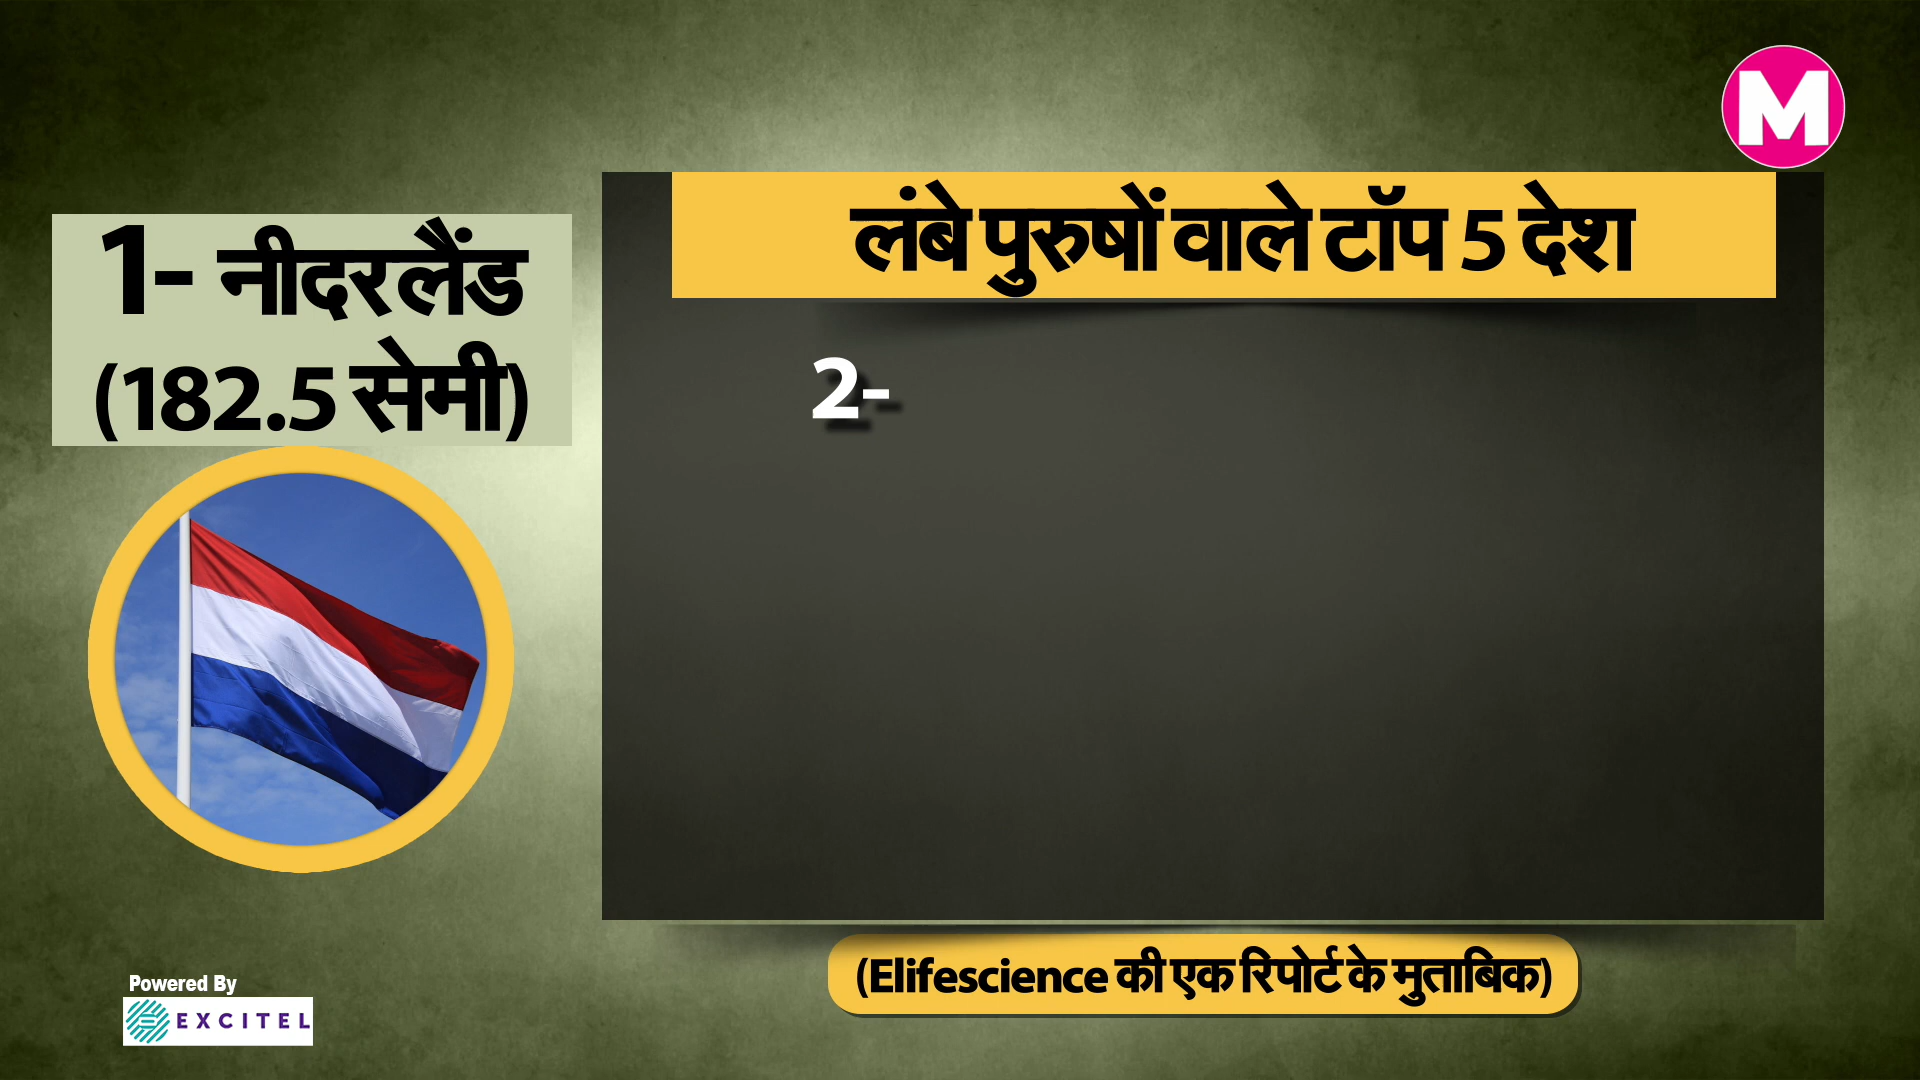 M
लंबे पुरुषों वाले टॉप 5 देश
1- नीदरलैंड
(182.5 सेमी)
2-
(Elifescience की एक रिपोर्ट के मुताबिक)
Powered By
EXCITEL